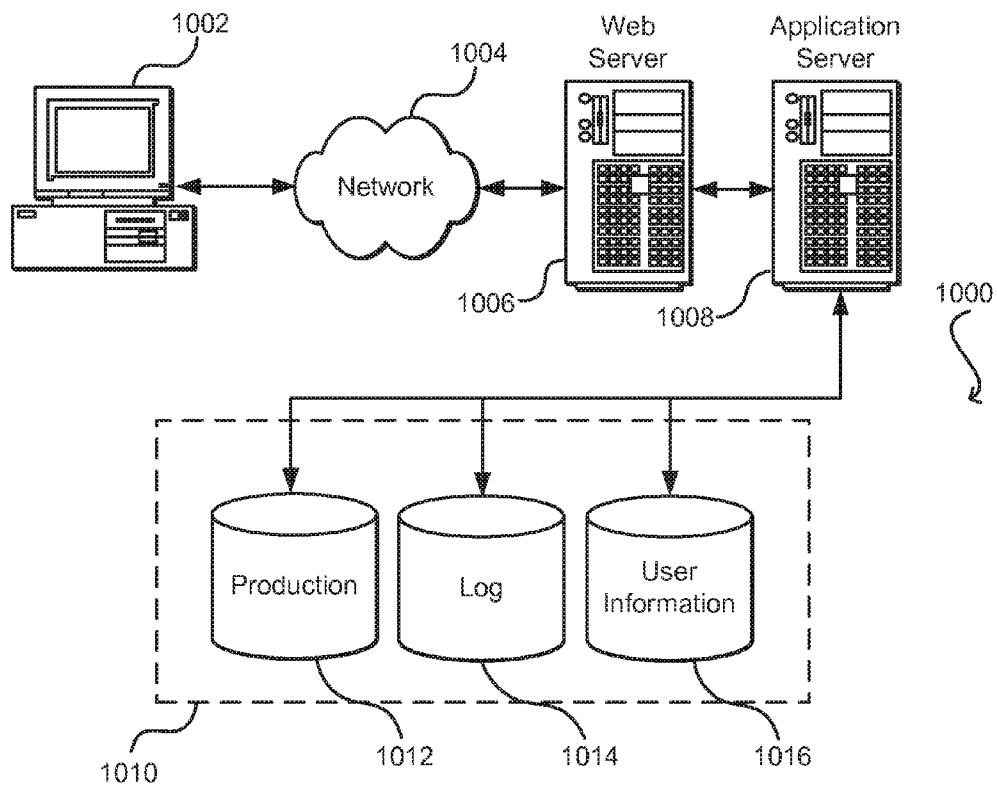 1002
1004
Web
Server
Application
Server
Network
1006
1008
1000
Production
Log
User
Information
1010
1012
1014
1016